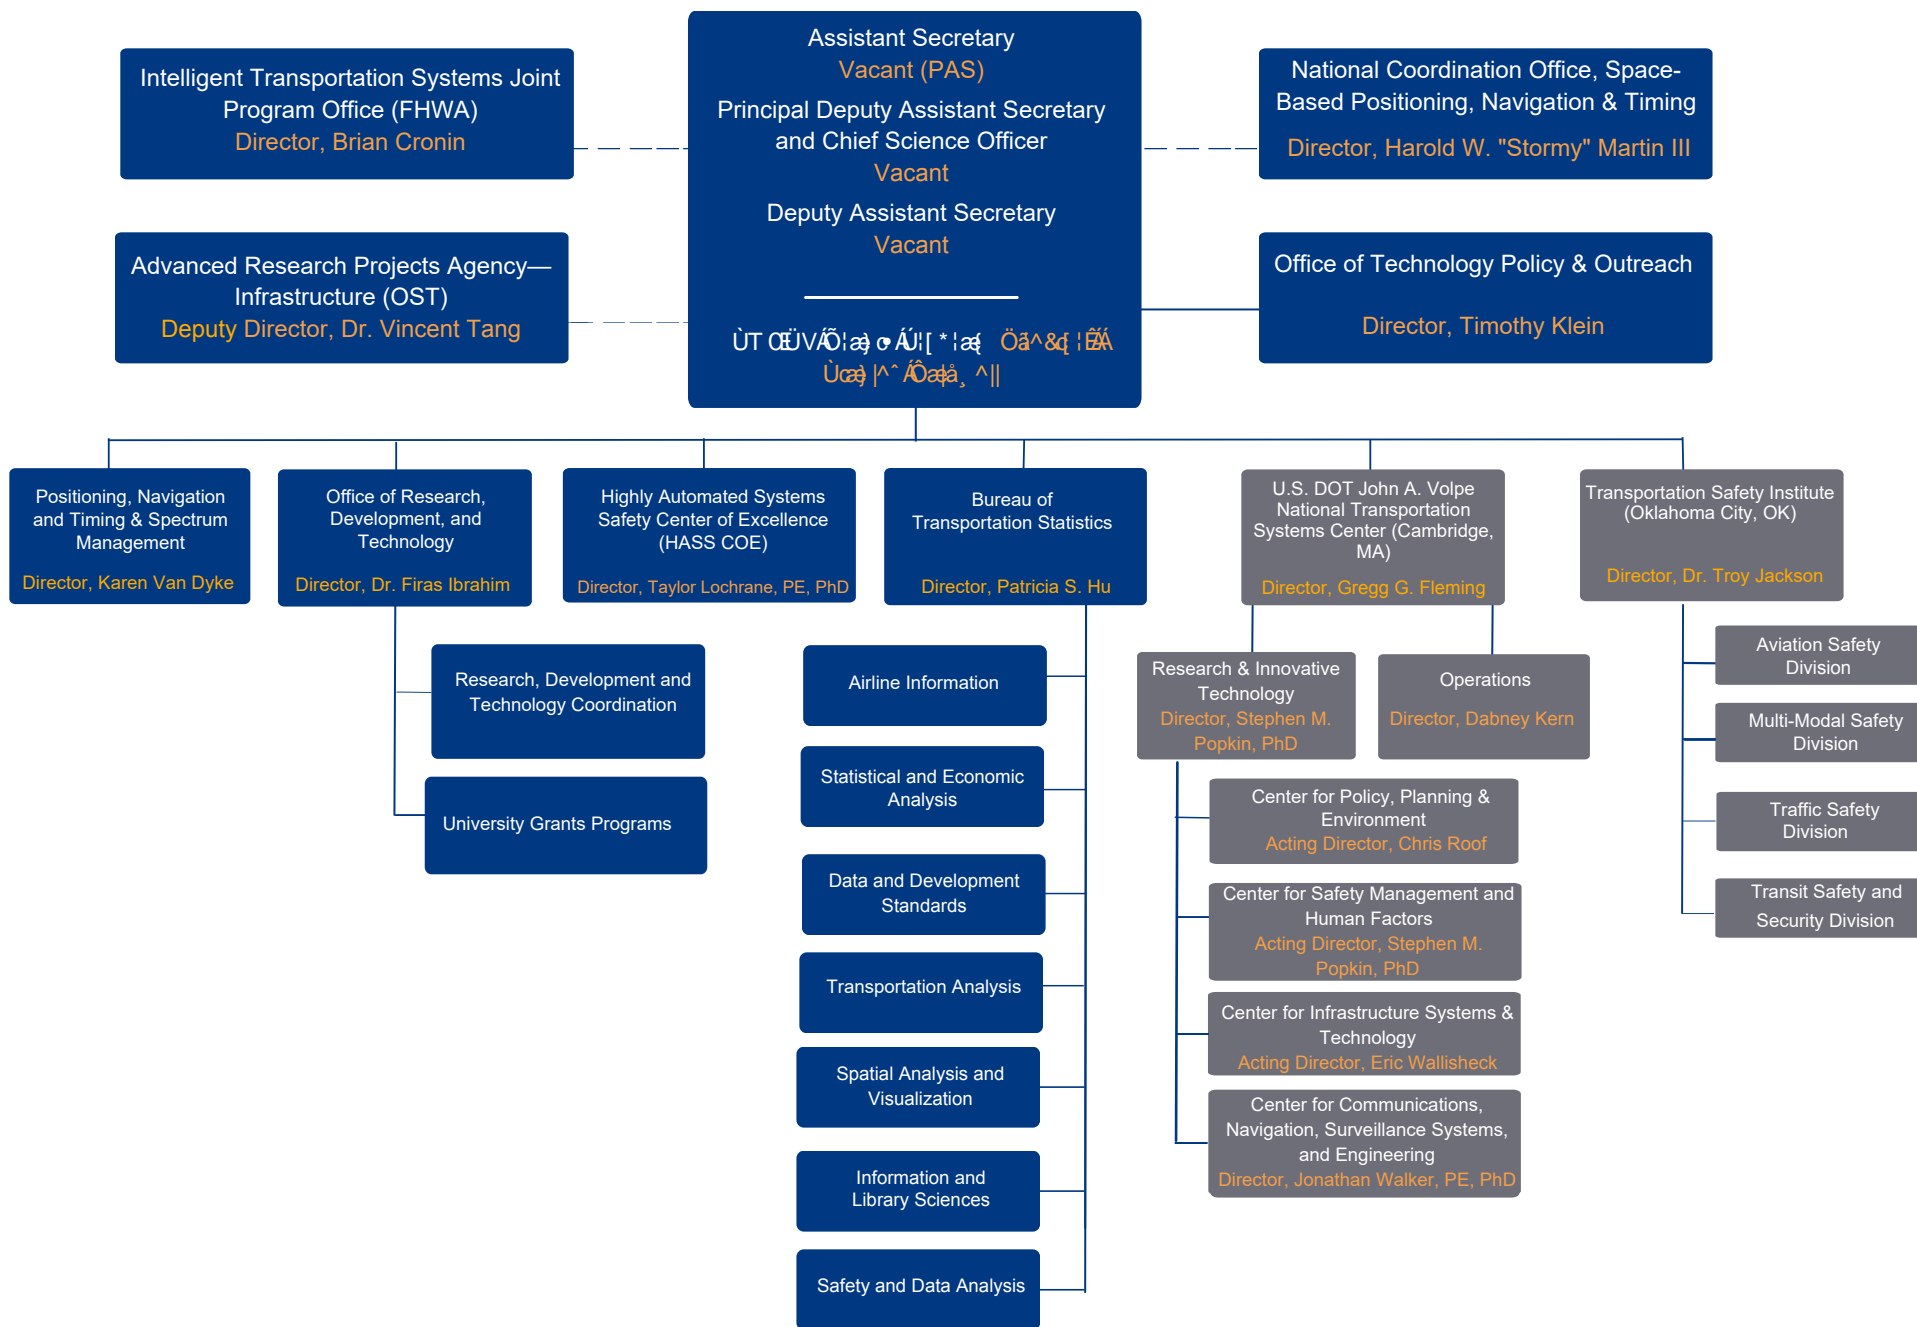 Assistant Secretary
Vacant (PAS)
Principal Deputy Assistant Secretary
and Chief Science Officer
Vacant
Deputy Assistant Secretary
Vacant
Intelligent Transportation Systems Joint
Program Office (FHWA)
Director, Brian Cronin
National Coordination Office, Space-
Based Positioning, Navigation & Timing
Director, Harold W. "Stormy" Martin III
Advanced Research Projects Agency—
Infrastructure (OST)
Deputy Director, Dr. Vincent Tang
Office of Technology Policy & Outreach
Director, Timothy Klein
Positioning, Navigation
and Timing & Spectrum
Management
Director, Karen Van Dyke
Office of Research,
Development, and
Technology
Director, Dr. Firas Ibrahim
Highly Automated Systems
Safety Center of Excellence
(HASS COE)
Director, Taylor Lochrane, PE, PhD
Bureau of
Transportation Statistics
Director, Patricia S. Hu
U.S. DOT John A. Volpe
National Transportation
Systems Center (Cambridge,
MA)
Director, Gregg G. Fleming
Transportation Safety Institute
(Oklahoma City, OK)
Director, Dr. Troy Jackson
Research, Development and
Technology Coordination
University Grants Programs
Airline Information
Statistical and Economic
Analysis
Data and Development
Standards
Transportation Analysis
Spatial Analysis and
Visualization
Information and
Library Sciences
Safety and Data Analysis
Research & Innovative
Technology
Director, Stephen M.
Popkin, PhD
Operations
Director, Dabney Kern
Center for Policy, Planning &
Environment
Acting Director, Chris Roof
Center for Safety Management and
Human Factors
Acting Director, Stephen M.
Popkin, PhD
Center for Infrastructure Systems &
Technology
Acting Director, Eric Wallisheck
Center for Communications,
Navigation, Surveillance Systems,
and Engineering
Director, Jonathan Walker, PE, PhD
Aviation Safety
Division
Multi-Modal Safety
Division
Traffic Safety
Division
Transit Safety and
Security Division